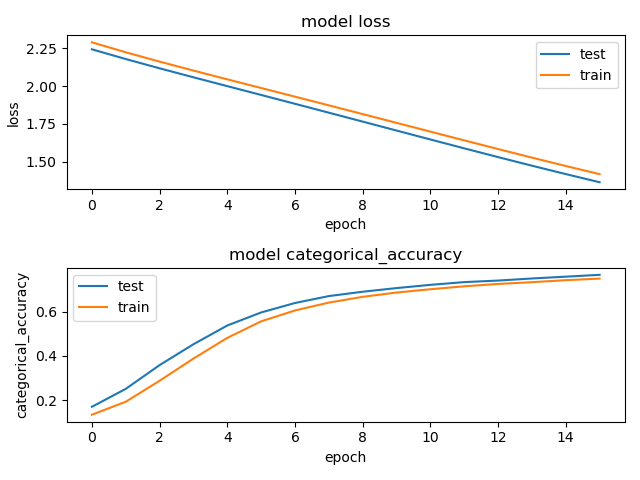 model loss
2.25
2.00
1.75
1.50
loss
test
train
0 2 4 6 8 10 12 14
epoch
model categorical_accuracy
0.6
0.4
0.2
categorical_accuracy
test
train
0 2 4 6 8 10 12 14
epoch